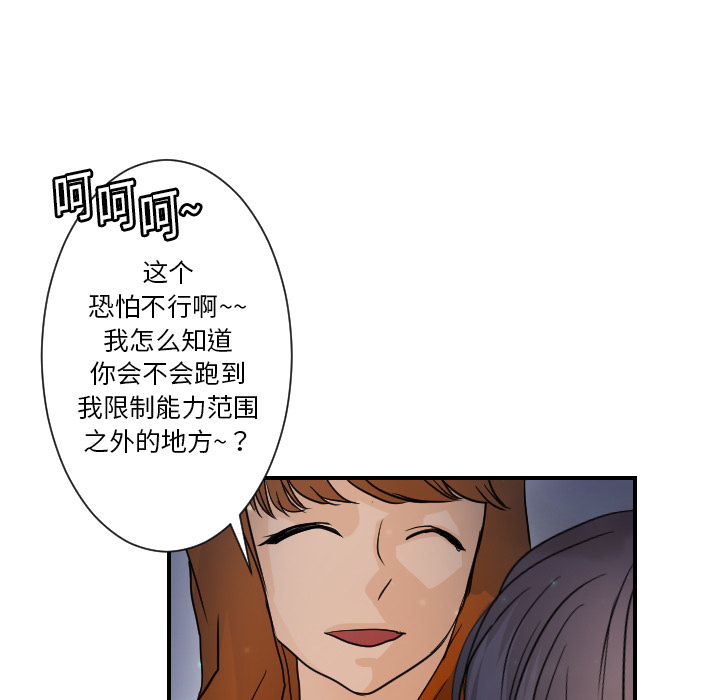 呵呵呵~
这个
恐怕不行啊~~
我怎么知道
你会不会跑到
我限制能力范围
之外的地方~？